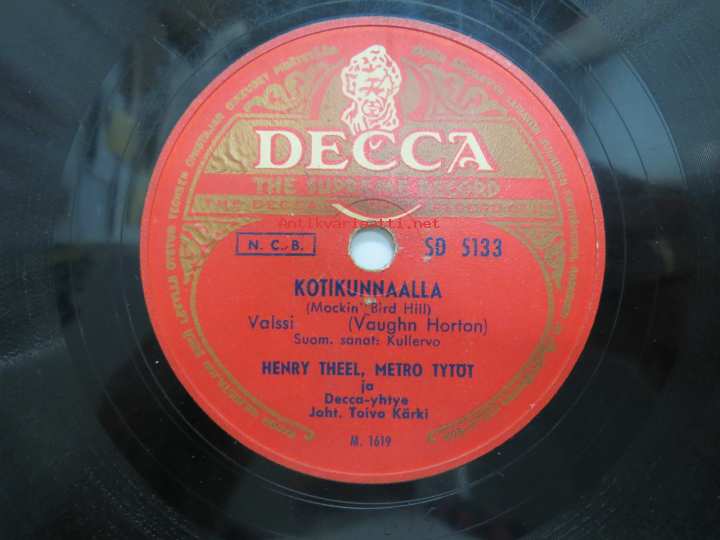 DECCA
THE SUPREME RECORD
Antikvariaatti.net
N. C. B. SD 5133
KOTIKUNNAALLA
(Mockin' Bird Hill)
Valssi (Vaughn Horton)
Suom. sanat: Kullervo
HENRY THEEL, METRO TYTÖT
ja
Decca-yhtye
Joht. Toivo Kärki
M. 1619